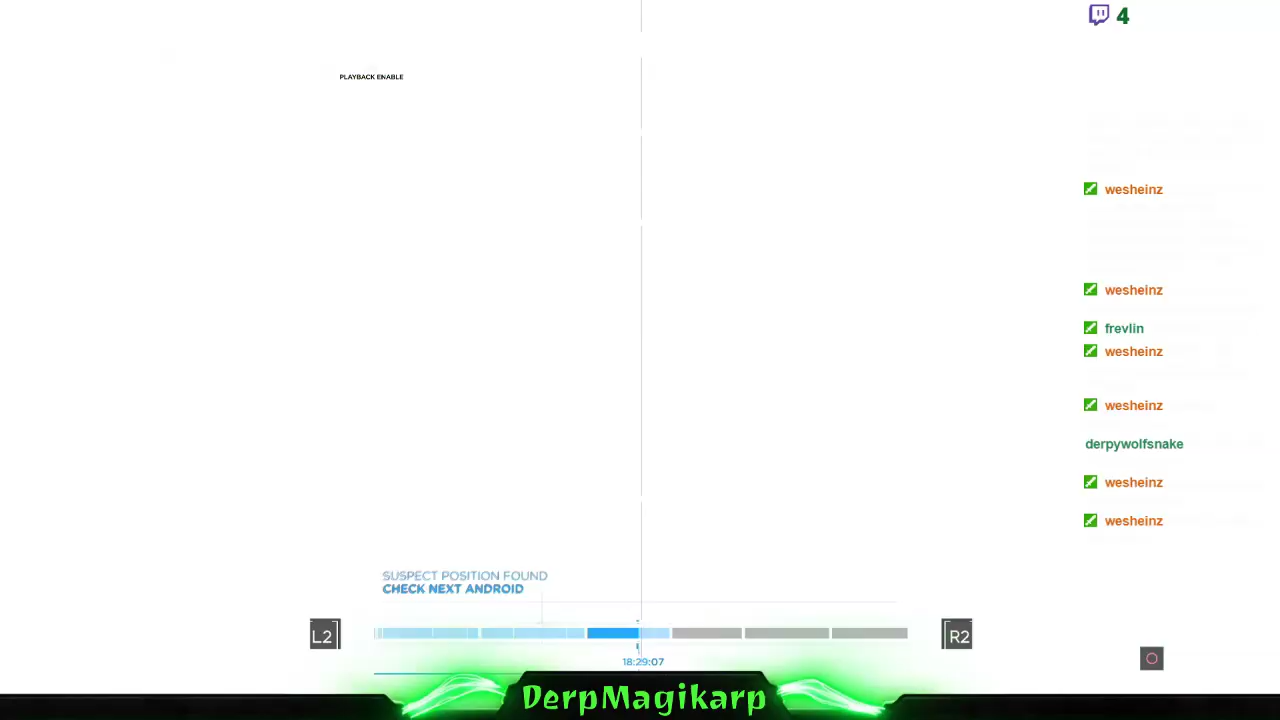 4
PLAYBACK ENABLE
wesheinz
wesheinz
frevlin
wesheinz
wesheinz
derpywolfsnake
wesheinz
wesheinz
SUSPECT POSITION FOUND
CHECK NEXT ANDROID
L2
R2
18:29:07
DerpMagikarp